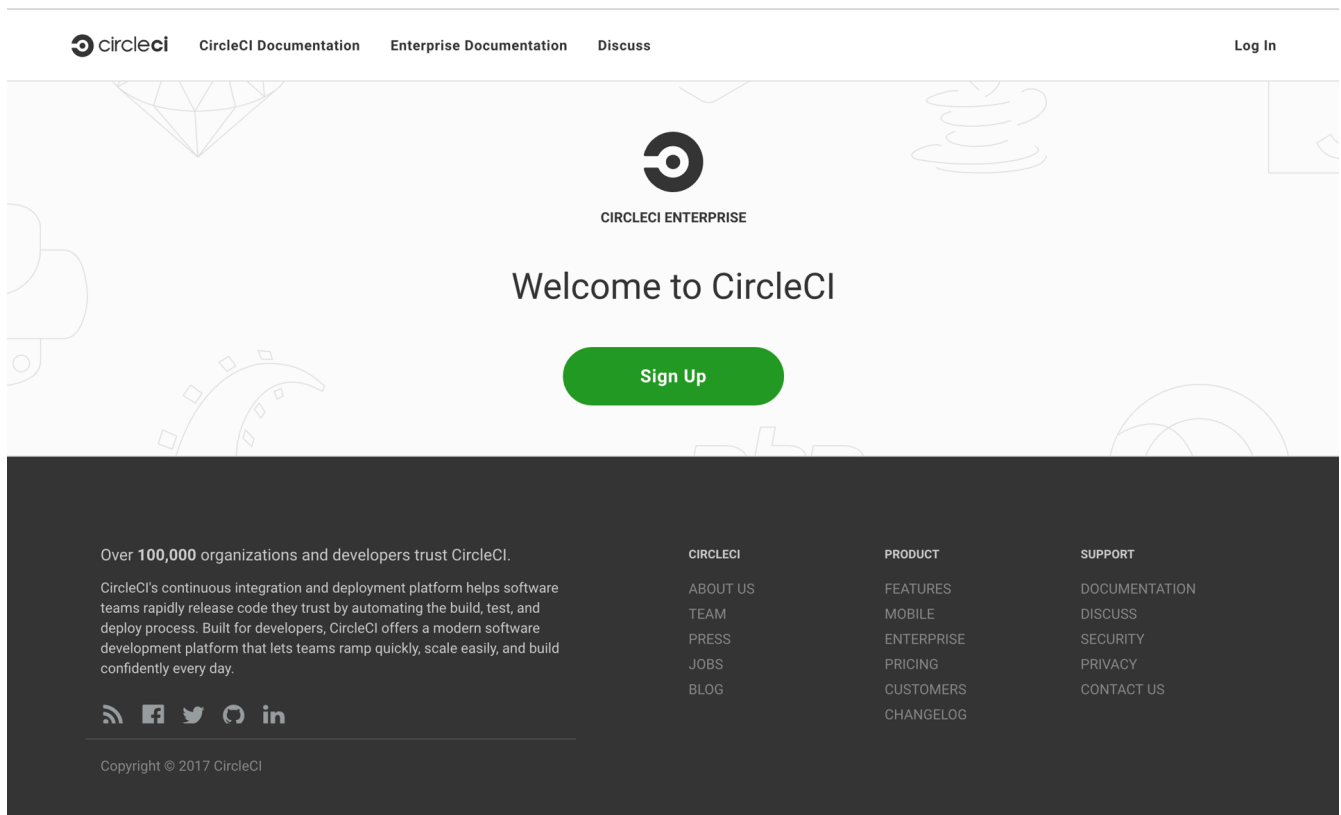 circleci CircleCI Documentation Enterprise Documentation Discuss Log In
CIRCLECI ENTERPRISE
Welcome to CircleCI
Sign Up
php
Over 100,000 organizations and developers trust CircleCI.
CircleCI's continuous integration and deployment platform helps software
teams rapidly release code they trust by automating the build, test, and
deploy process. Built for developers, CircleCI offers a modern software
development platform that lets teams ramp quickly, scale easily, and build
confidently every day.
in
Copyright © 2017 CircleCI
CIRCLECI
ABOUT US
TEAM
PRESS
JOBS
BLOG
PRODUCT
FEATURES
MOBILE
ENTERPRISE
PRICING
CUSTOMERS
CHANGELOG
SUPPORT
DOCUMENTATION
DISCUSS
SECURITY
PRIVACY
CONTACT US